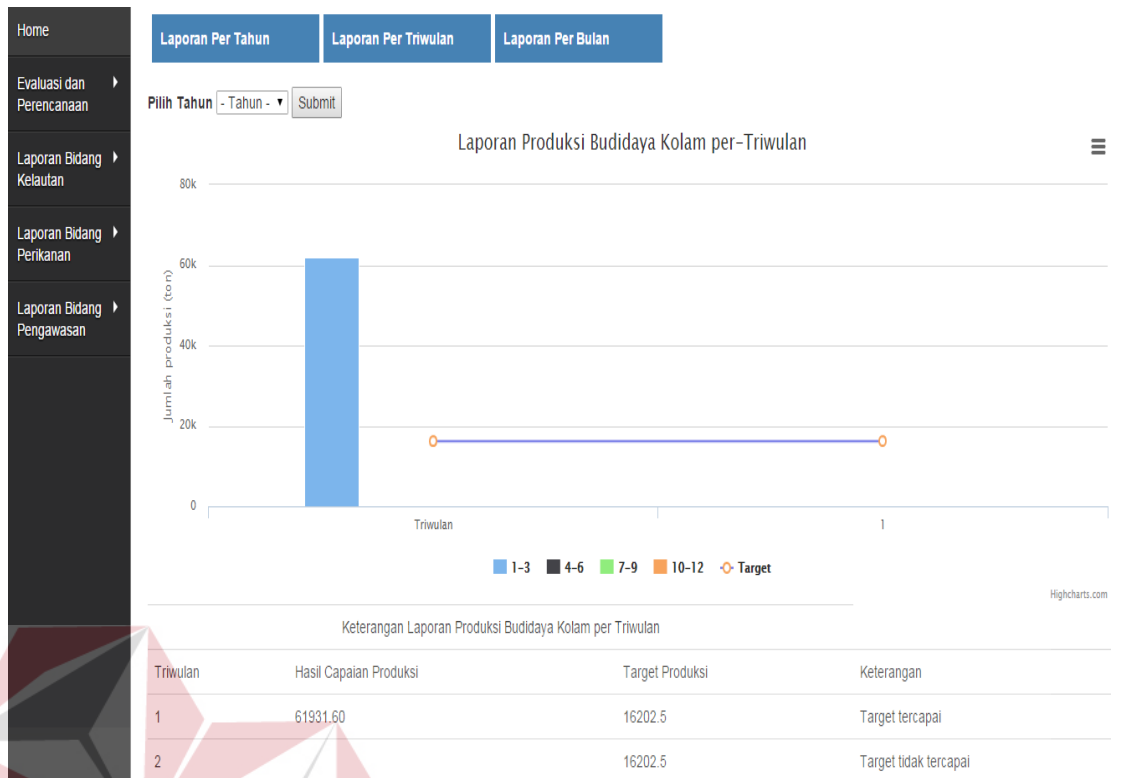 Home
Evaluasi dan
Perencanaan
Laporan Bidang
Kelautan
Laporan Bidang
Perikanan
Laporan Bidang
Pengawasan
Laporan Per Tahun
Laporan Per Triwulan
Laporan Per Bulan
Pilih Tahun - Tahun - Submit
Laporan Produksi Budidaya Kolam per-Triwulan
Jumlah produksi (ton)
80k
60k
40k
20k
0
Triwulan 1
1-3 4-6 7-9 10-12 Target
Highcharts.com
Keterangan Laporan Produksi Budidaya Kolam per Triwulan
Triwulan Hasil Capaian Produksi Target Produksi Keterangan
1 61931.60 16202.5 Target tercapai
2 16202.5 Target tidak tercapai